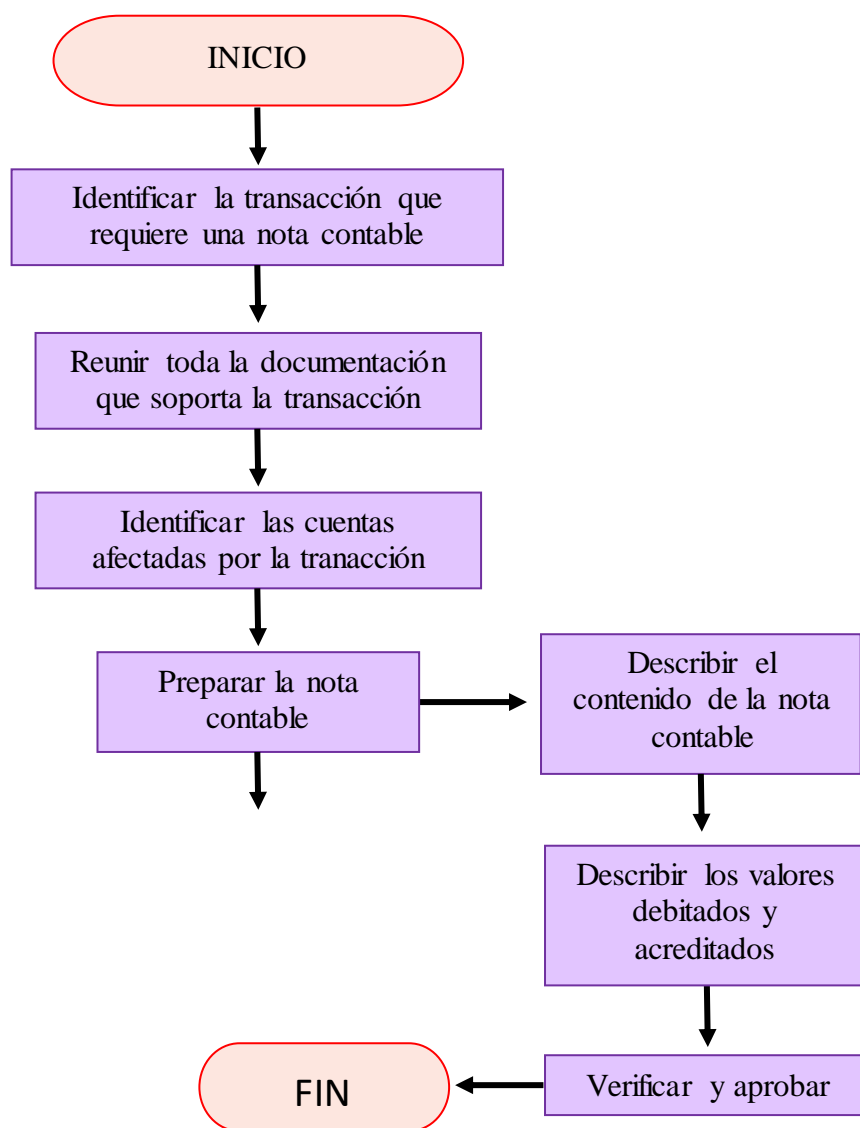 INICIO
Identificar la transacción que
requiere una nota contable
Reunir toda la documentación
que soporta la transacción
Identificar las cuentas
afectadas por la tranacción
Preparar la nota
contable
Describir el
contenido de la nota
contable
Describir los valores
debitados y
acreditados
Verificar y aprobar
FIN